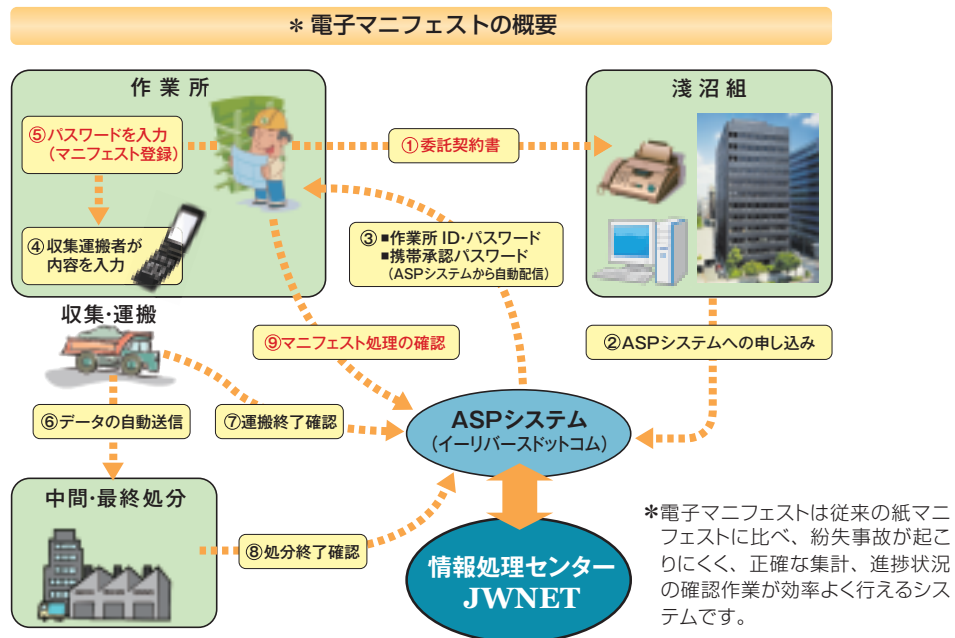 ＊電子マニフェストの概要
作業所
⑤パスワードを入力
（マニフェスト登録）
④収集運搬者が
内容を入力
①委託契約書
淺沼組
③■作業所 ID・パスワード
■携帯承認パスワード
（ASPシステムから自動配信）
②ASPシステムへの申し込み
収集・運搬
⑨マニフェスト処理の確認
⑥データの自動送信
⑦運搬終了確認
ASPシステム
（イーリバースドットコム）
中間・最終処分
⑧処分終了確認
情報処理センター
JWNET
＊電子マニフェストは従来の紙マニ
フェストに比べ、紛失事故が起こ
りにくく、正確な集計、進捗状況
の確認作業が効率よく行えるシス
テムです。